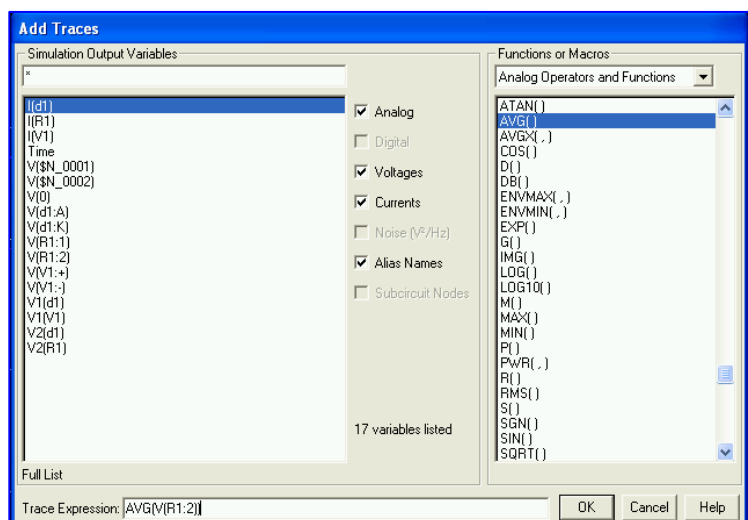 Add Traces
Simulation Output Variables
*
I(d1)
I(R1)
I(V1)
Time
V($N_0001)
V($N_0002)
V(0)
V(d1:A)
V(d1:K)
V(R1:1)
V(R1:2)
V(V1:+)
V(V1:-)
V1(d1)
V1(V1)
V2(d1)
V2(R1)
Analog
Digital
Voltages
Currents
Noise (V²/Hz)
Alias Names
Subcircuit Nodes
17 variables listed
Full List
Functions or Macros
Analog Operators and Functions
ATAN( )
AVG( )
AVGX( , )
COS( )
D( )
DB( )
ENVMAX( , )
ENVMIN( , )
EXP( )
G( )
IMG( )
LOG( )
LOG10( )
M( )
MAX( )
MIN( )
P( )
PWR( , )
R( )
RMS( )
S( )
SGN( )
SIN( )
SQRT( )
Trace Expression: AVG(V(R1:2))
OK Cancel Help